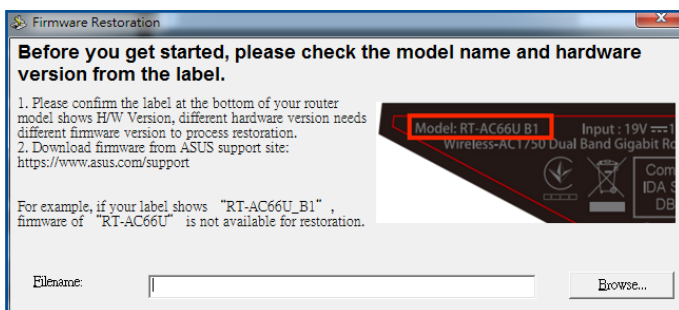 Firmware Restoration
Before you get started, please check the model name and hardware
version from the label.
1. Please confirm the label at the bottom of your router
model shows H/W Version, different hardware version needs
different firmware version to process restoration.
2. Download firmware from ASUS support site:
https://www.asus.com/support
For example, if your label shows “RT-AC66U_B1”,
firmware of “RT-AC66U” is not available for restoration.
Model: RT-AC66U B1 Input : 19V
Wireless-AC1750 Dual Band Gigabit
IDA
DB
Filename:
Browse...